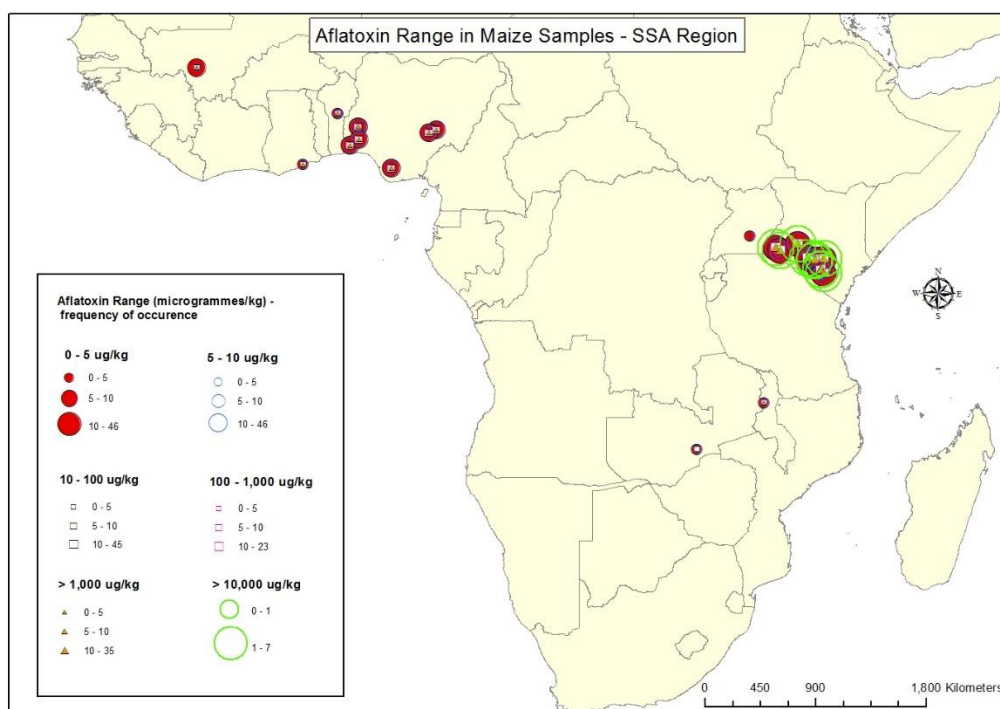 Aflatoxin Range in Maize Samples - SSA Region
Aflatoxin Range (microgrammes/kg) -
frequency of occurence
0 - 5 ug/kg
0 - 5
5 - 10
10 - 46
5 - 10 ug/kg
0 - 5
5 - 10
10 - 46
10 - 100 ug/kg
0 - 5
5 - 10
10 - 45
100 - 1,000 ug/kg
0 - 5
5 - 10
10 - 23
> 1,000 ug/kg
0 - 5
5 - 10
10 - 35
> 10,000 ug/kg
0 - 1
1 - 7
N
W E
S
0 450 900 1,800 Kilometers